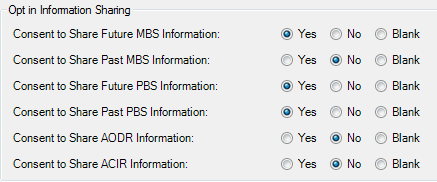 Opt in Information Sharing
Consent to Share Future MBS Information: Yes No Blank
Consent to Share Past MBS Information: Yes No Blank
Consent to Share Future PBS Information: Yes No Blank
Consent to Share Past PBS Information: Yes No Blank
Consent to Share AODR Information: Yes No Blank
Consent to Share ACIR Information: Yes No Blank